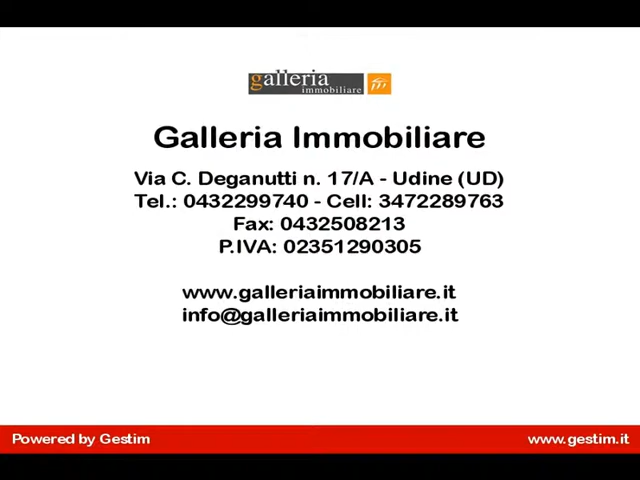 galleria
immobiliare
Galleria Immobiliare
Via C. Deganutti n. 17/A - Udine (UD)
Tel.: 0432299740 - Cell: 3472289763
Fax: 0432508213
P.IVA: 02351290305
www.galleriaimmobiliare.it
info@galleriaimmobiliare.it
Powered by Gestim
www.gestim.it